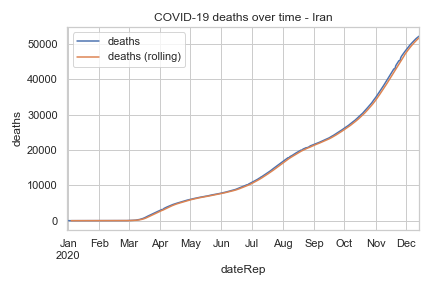 COVID-19 deaths over time - Iran
deaths
deaths (rolling)
deaths
50000
40000
30000
20000
10000
0
Jan Feb Mar Apr May Jun Jul Aug Sep Oct Nov Dec
2020
dateRep